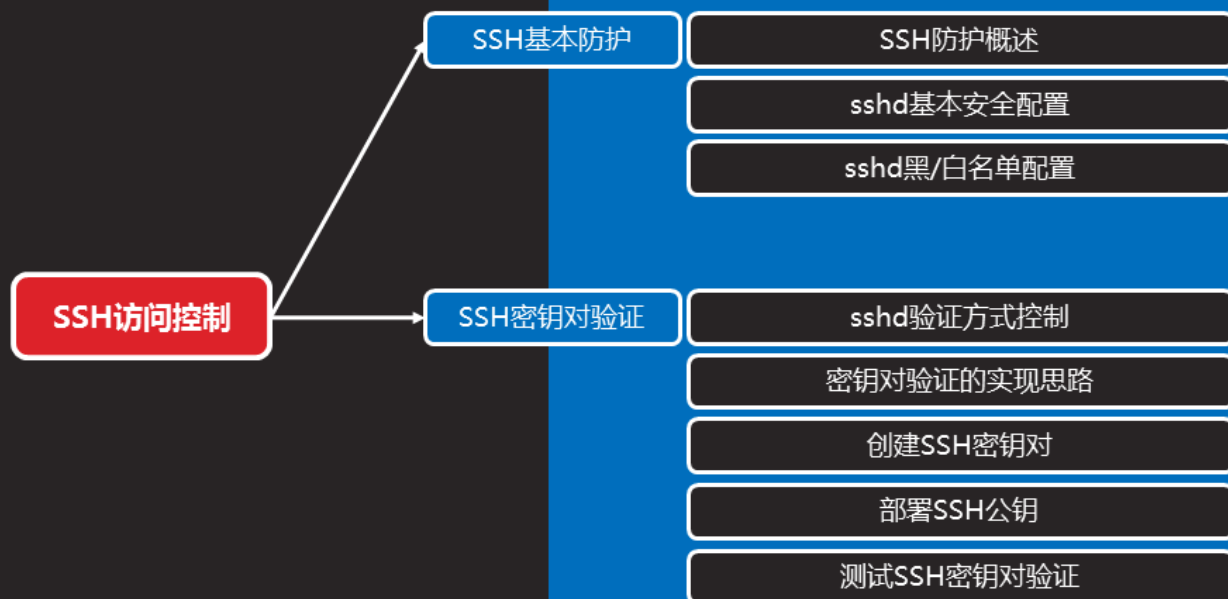 SSH访问控制
SSH基本防护
SSH防护概述
sshd基本安全配置
sshd黑/白名单配置
SSH密钥对验证
sshd验证方式控制
密钥对验证的实现思路
创建SSH密钥对
部署SSH公钥
测试SSH密钥对验证